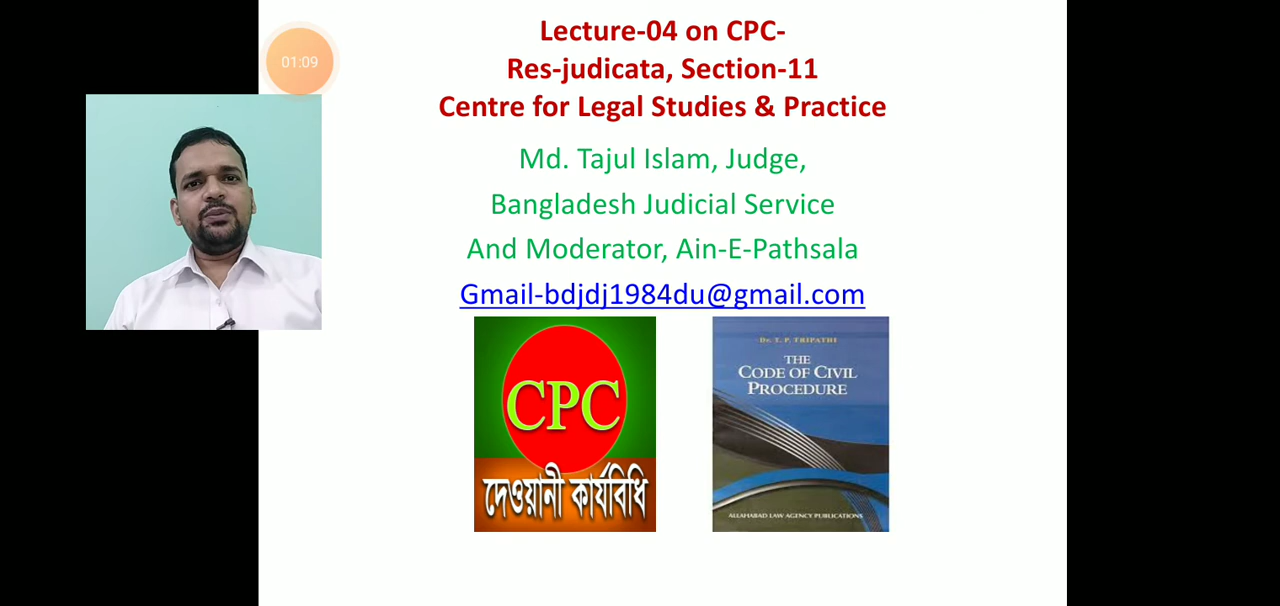 Lecture-04 on CPC-
01:09
Res-judicata, Section-11
Centre for Legal Studies & Practice
Md. Tajul Islam, Judge,
Bangladesh Judicial Service
And Moderator, Ain-E-Pathsala
Gmail-bdjdj1984du@gmail.com
CPC
দেওয়ানী কার্যবিধি
Dr. T. P. TRIPATHI
THE
CODE OF CIVIL
PROCEDURE
ALLAHABAD LAW AGENCY PUBLICATIONS